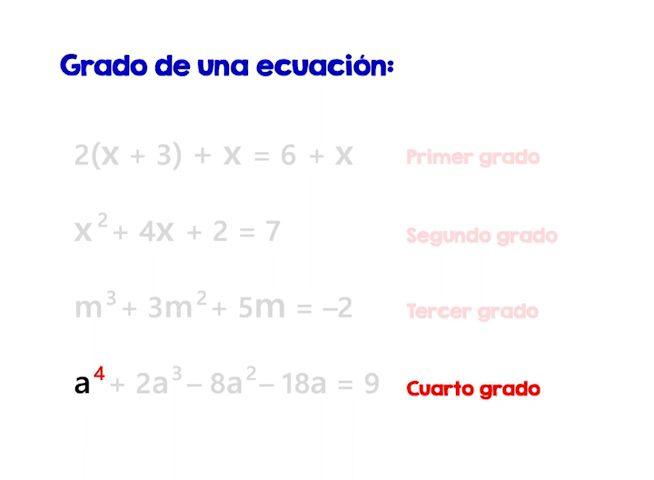 Grado de una ecuación:
2(x + 3) + x = 6 + x Primer grado
x² + 4x + 2 = 7 Segundo grado
m³ + 3m² + 5m = –2 Tercer grado
a⁴ + 2a³ – 8a² – 18a = 9 Cuarto grado